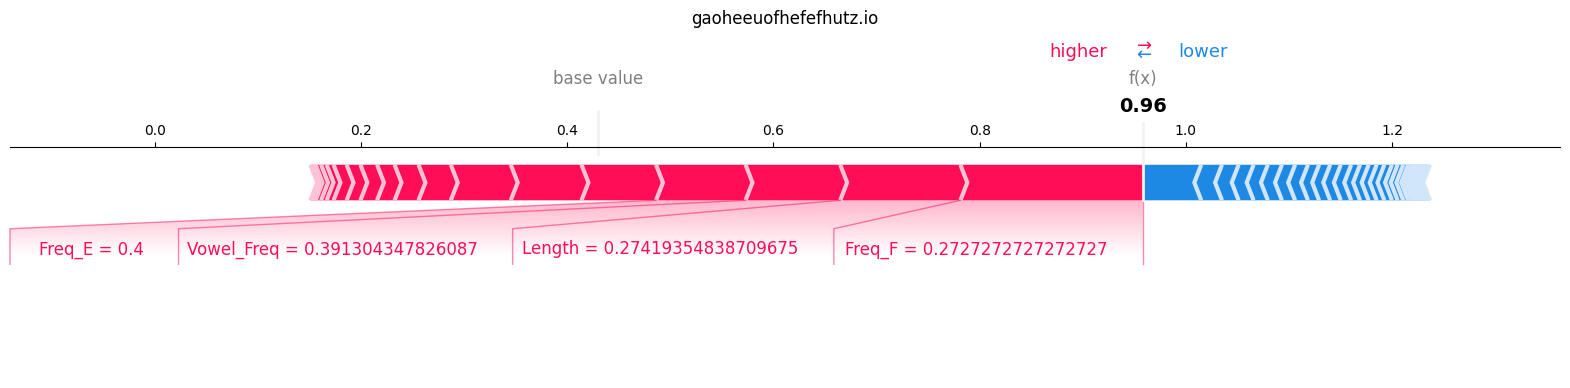 gaoheeuofhefefhutz.io
higher → ← lower
base value f(x)
0.96
0.0 0.2 0.4 0.6 0.8 1.0 1.2
Freq_E = 0.4 Vowel_Freq = 0.391304347826087 Length = 0.27419354838709675 Freq_F = 0.2727272727272727